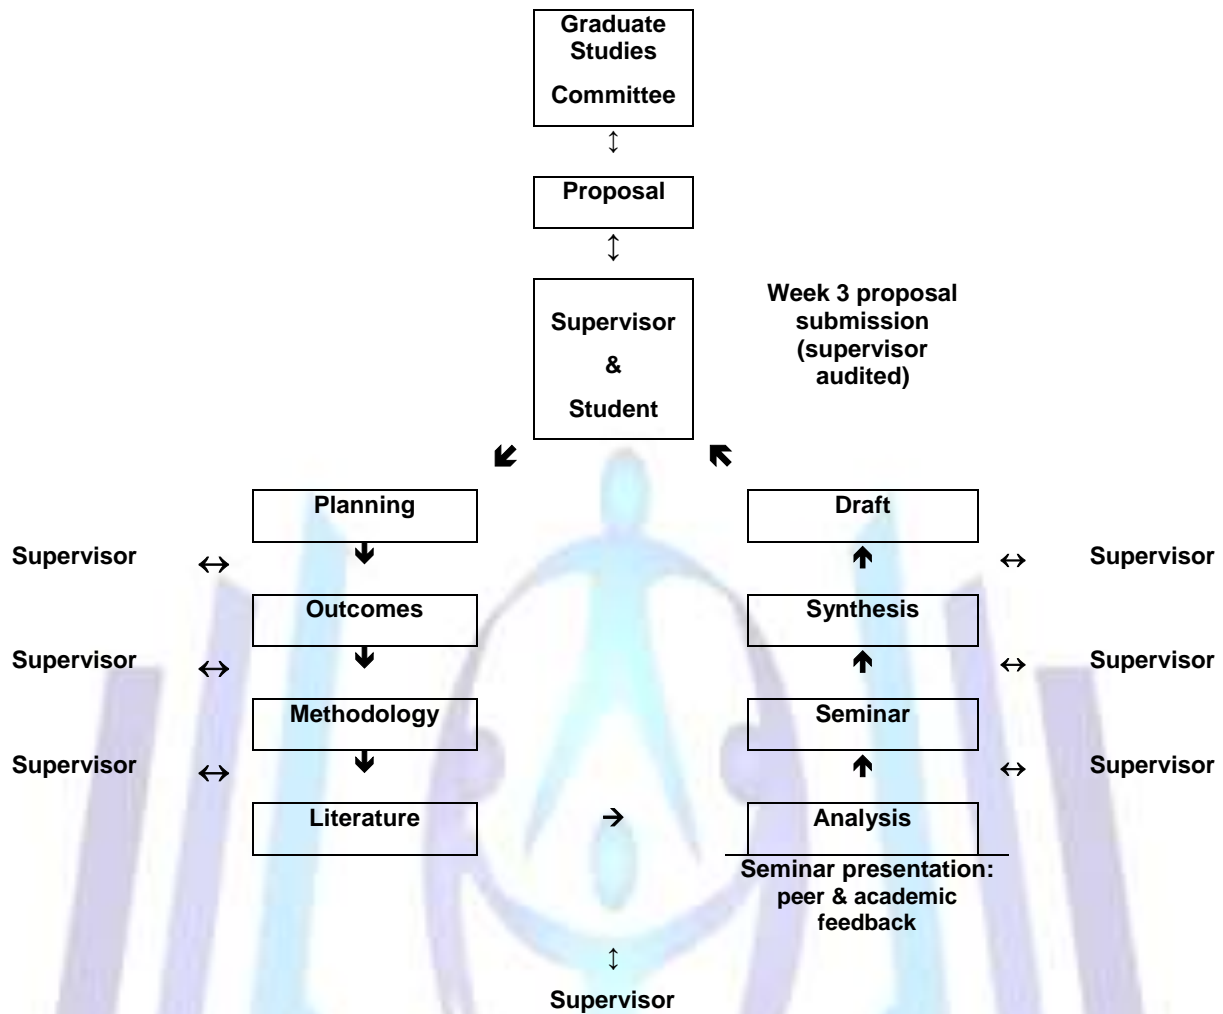 Graduate
Studies
Committee
↕
Proposal
↕
Supervisor
&
Student
Week 3 proposal
submission
(supervisor
audited)
Planning
Draft
Supervisor ↔ ↔ Supervisor
Outcomes
Synthesis
Supervisor ↔ ↔ Supervisor
Methodology
Seminar
Supervisor ↔ ↔ Supervisor
Literature → Analysis
Seminar presentation:
peer & academic
feedback
↕
Supervisor